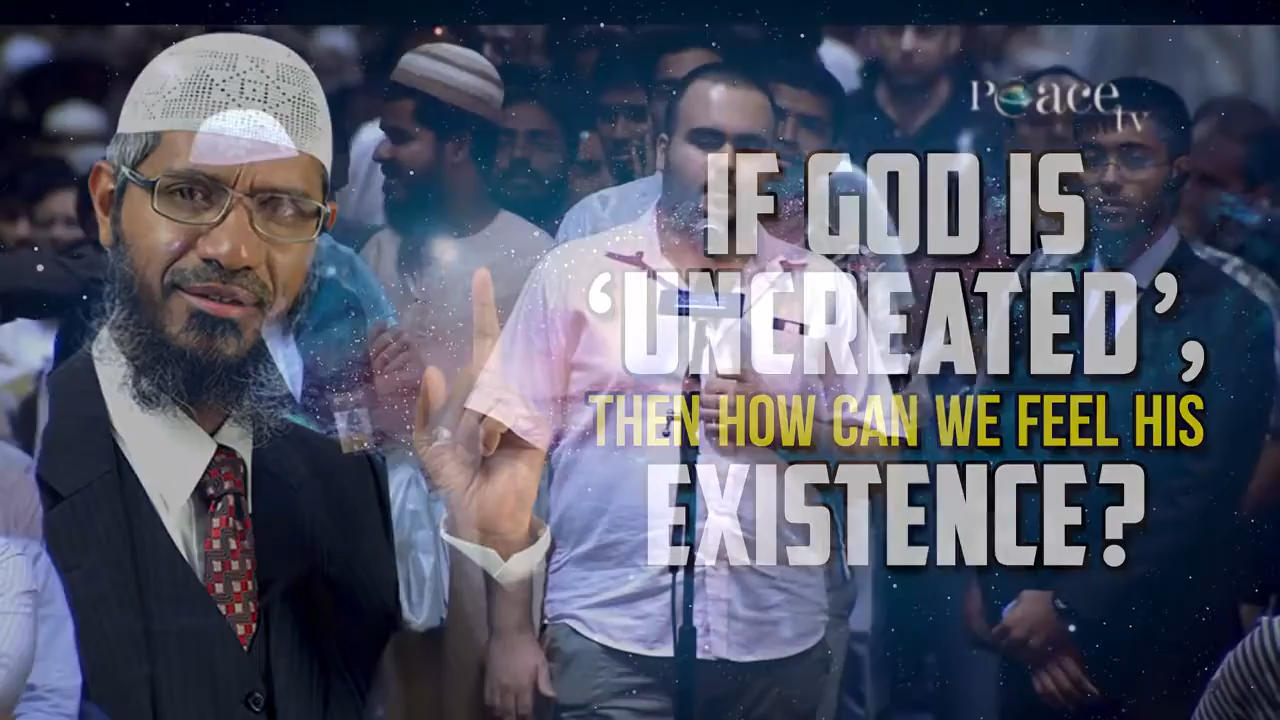 Peace
tv
IF GOD IS
‘UNCREATED’,
THEN HOW CAN WE FEEL HIS
EXISTENCE?